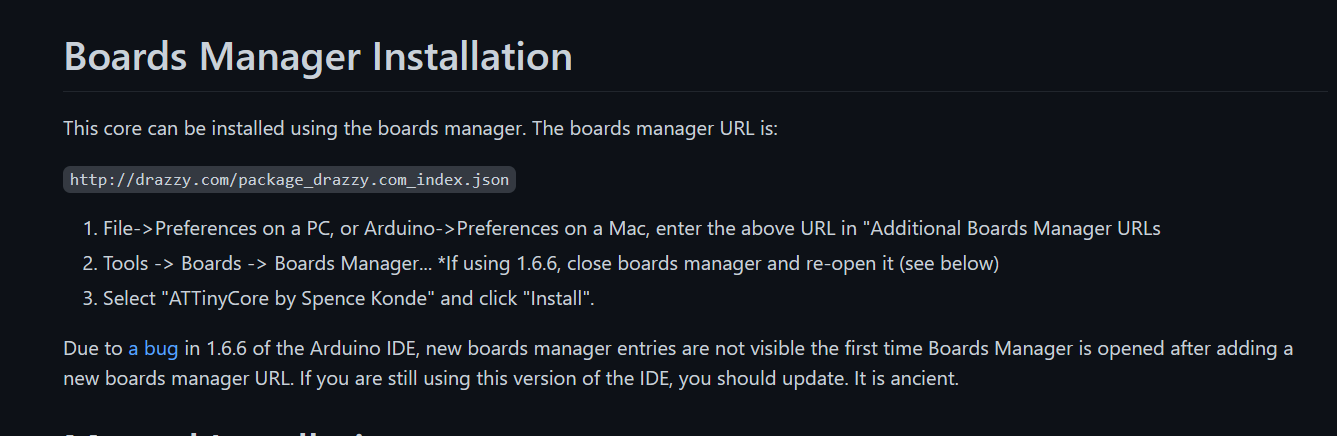 Boards Manager Installation
This core can be installed using the boards manager. The boards manager URL is:
http://drazzy.com/package_drazzy.com_index.json
1. File->Preferences on a PC, or Arduino->Preferences on a Mac, enter the above URL in "Additional Boards Manager URLs
2. Tools -> Boards -> Boards Manager... *If using 1.6.6, close boards manager and re-open it (see below)
3. Select "ATTinyCore by Spence Konde" and click "Install".
Due to a bug in 1.6.6 of the Arduino IDE, new boards manager entries are not visible the first time Boards Manager is opened after adding a
new boards manager URL. If you are still using this version of the IDE, you should update. It is ancient.